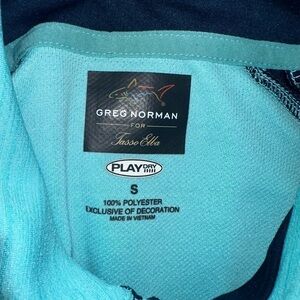 GREG NORMAN
FOR
Tasso Elba
PLAY DRY
S
100% POLYESTER
EXCLUSIVE OF DECORATION
MADE IN VIETNAM